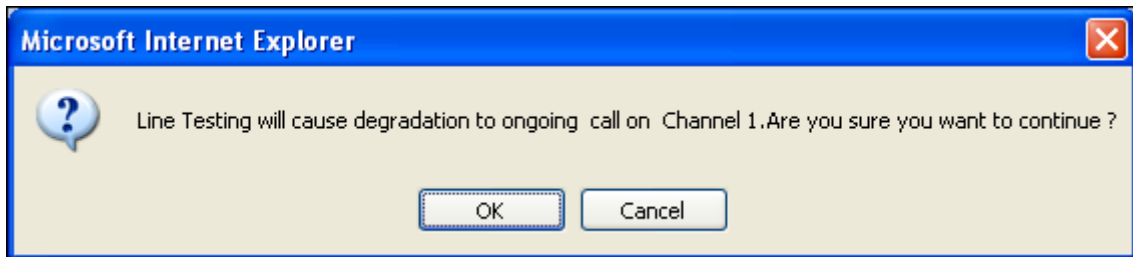 Microsoft Internet Explorer
Line Testing will cause degradation to ongoing  call on  Channel 1.Are you sure you want to continue ?
OK
Cancel